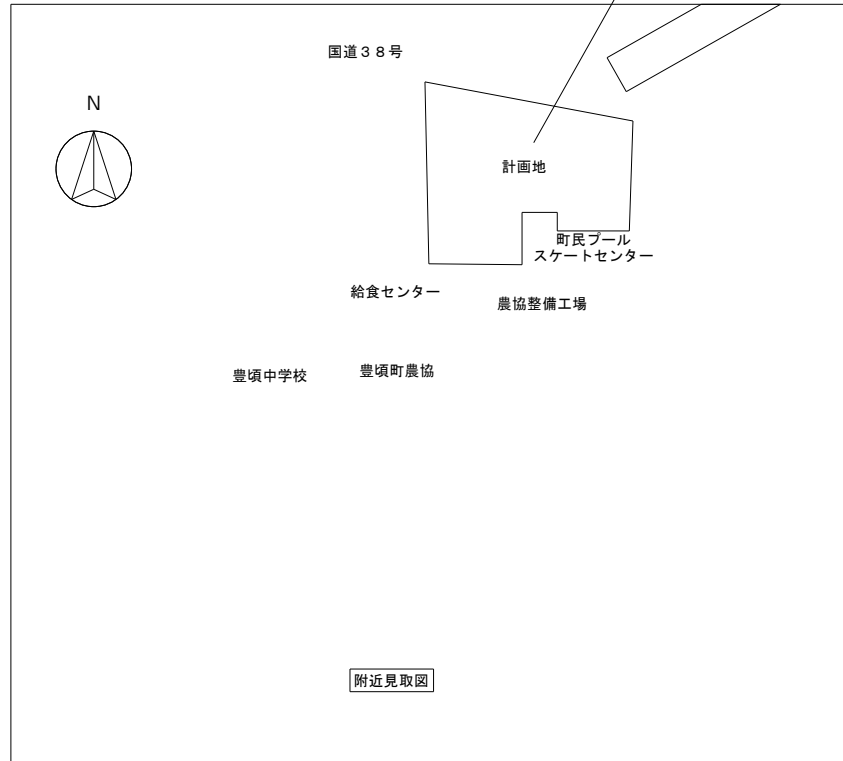 国道３８号
N
計画地
町民プール
スケートセンター
給食センター
農協整備工場
豊頃中学校
豊頃町農協
附近見取図